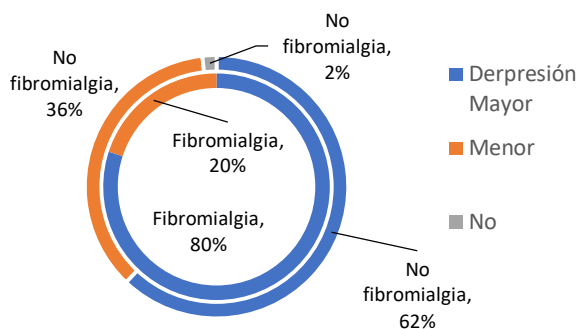 No
fibromialgia,
2%
No
fibromialgia,
36%
Fibromialgia,
20%
Fibromialgia,
80%
No
fibromialgia,
62%
Derpresión
Mayor
Menor
No